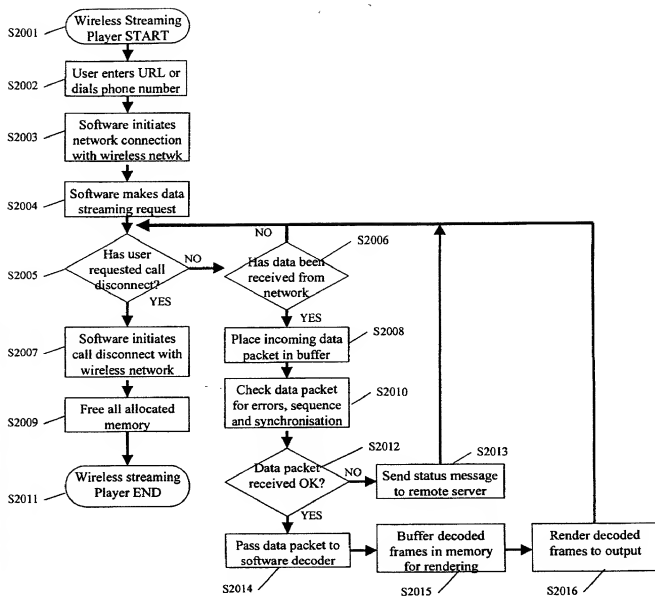 S2001
Wireless Streaming
Player START
S2002
User enters URL or
dials phone number
S2003
Software initiates
network connection
with wireless netwk
S2004
Software makes data
streaming request
S2005
Has user
requested call
disconnect?
NO
YES
NO
S2006
Has data been
received from
network
YES
S2007
Software initiates
call disconnect with
wireless network
S2008
Place incoming data
packet in buffer
S2009
Free all allocated
memory
S2010
Check data packet
for errors, sequence
and synchronisation
S2011
Wireless streaming
Player END
S2012
Data packet
received OK?
NO
YES
S2013
Send status message
to remote server
Pass data packet to
software decoder
S2014
Buffer decoded
frames in memory
for rendering
S2015
Render decoded
frames to output
S2016